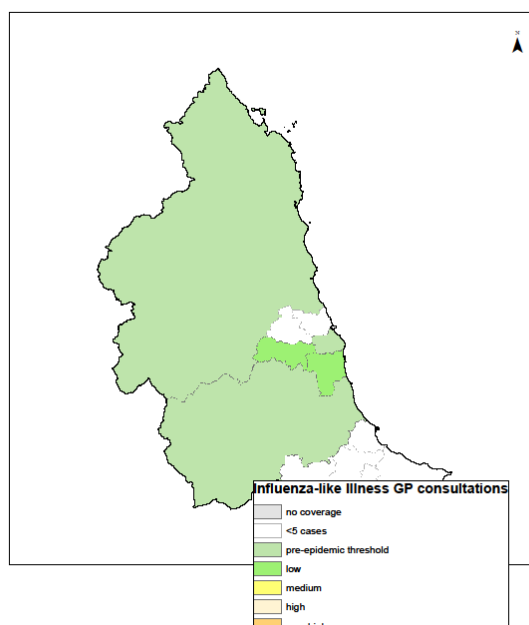 N
Influenza-like Illness GP consultations
no coverage
<5 cases
pre-epidemic threshold
low
medium
high